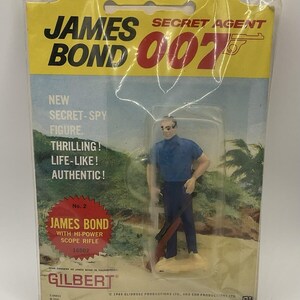 JAMES BOND
SECRET AGENT
007
NEW
SECRET-SPY
FIGURE.
THRILLING!
LIFE-LIKE!
AUTHENTIC!
No. 2
JAMES BOND
WITH HI-POWER
SCOPE RIFLE
GILBERT